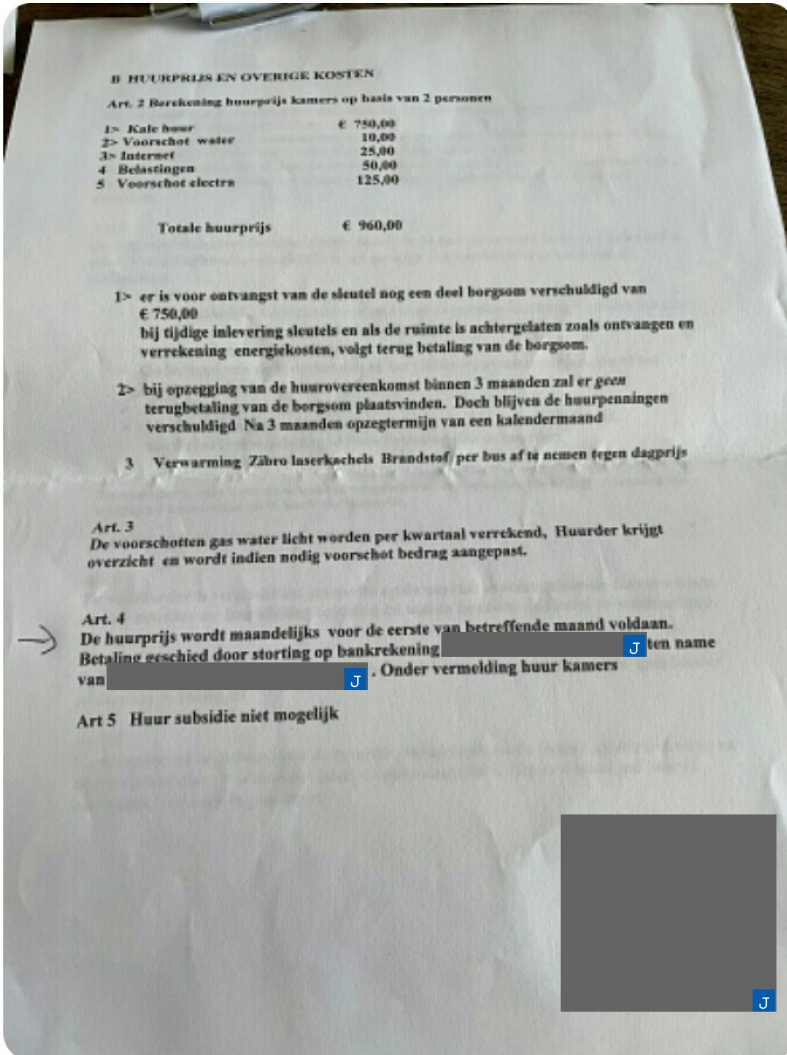 B HUURPRIJS EN OVERIGE KOSTEN
Art. 2 Berekening huurprijs kamers op basis van 2 personen
1> Kale huur € 750,00
2> Voorschot water 10,00
3> Internet 25,00
4 Belastingen 50,00
5 Voorschot electra 125,00
Totale huurprijs € 960,00
1> er is voor ontvangst van de sleutel nog een deel borgsom verschuldigd van
€ 750,00
bij tijdige inlevering sleutels en als de ruimte is achtergelaten zoals ontvangen en
verrekening energiekosten, volgt terug betaling van de borgsom.
2> bij opzegging van de huurovereenkomst binnen 3 maanden zal er geen
terugbetaling van de borgsom plaatsvinden. Doch blijven de huurpenningen
verschuldigd Na 3 maanden opzegtermijn van een kalendermaand
3 Verwarming Zibro laserkachels Brandstof per bus af te nemen tegen dagprijs
Art. 3
De voorschotten gas water licht worden per kwartaal verrekend, Huurder krijgt
overzicht en wordt indien nodig voorschot bedrag aangepast.
Art. 4
De huurprijs wordt maandelijks voor de eerste van betreffende maand voldaan.
Betaling geschied door storting op bankrekening J ten name
van J . Onder vermelding huur kamers
Art 5 Huur subsidie niet mogelijk
J